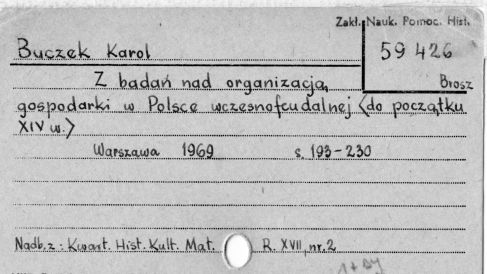 Zakł. Nauk. Pomoc. Hist.
Buczek Karol
59 426
Z badań nad organizacją
Brosz
gospodarki w Polsce wczesnofeudalnej <do początku
XIV w.>
Warszawa 1969 s. 193-230
Nadb. z: Kwart. Hist. Kult. Mat. R. XVII, nr. 2